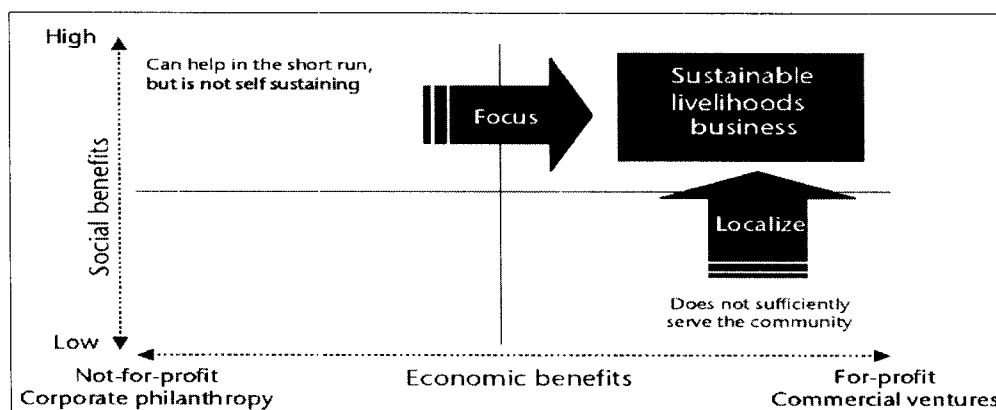 High
Can help in the short run,
but is not self sustaining
Focus
Sustainable
livelihoods
business
Social benefits
Localize
Does not sufficiently
serve the community
Low
Not-for-profit
Corporate philanthropy
Economic benefits
For-profit
Commercial ventures